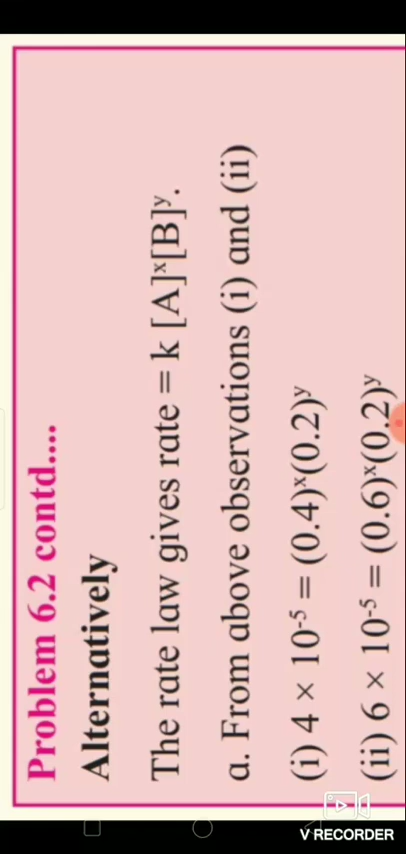 Problem 6.2 contd....
Alternatively
The rate law gives rate = k [A]ˣ[B]ʸ.
a. From above observations (i) and (ii)
(i) 4 × 10⁻⁵ = (0.4)ˣ(0.2)ʸ
(ii) 6 × 10⁻⁵ = (0.6)ˣ(0.2)ʸ
V RECORDER